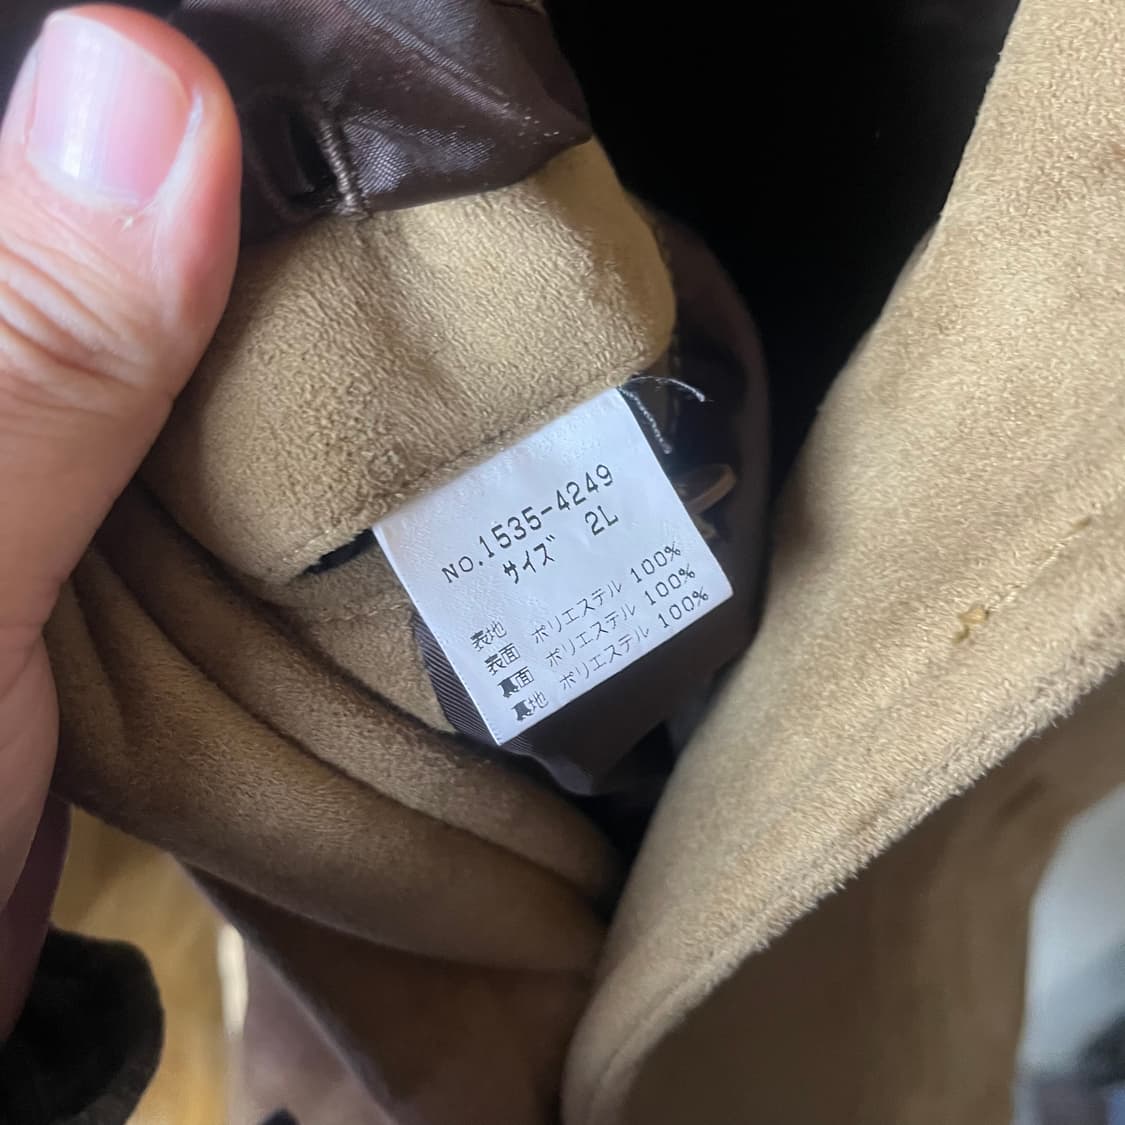 NO.1535-4249
サイズ 2L
表地 ポリエステル 100%
表面 ポリエステル 100%
裏面 ポリエステル 100%
裏地